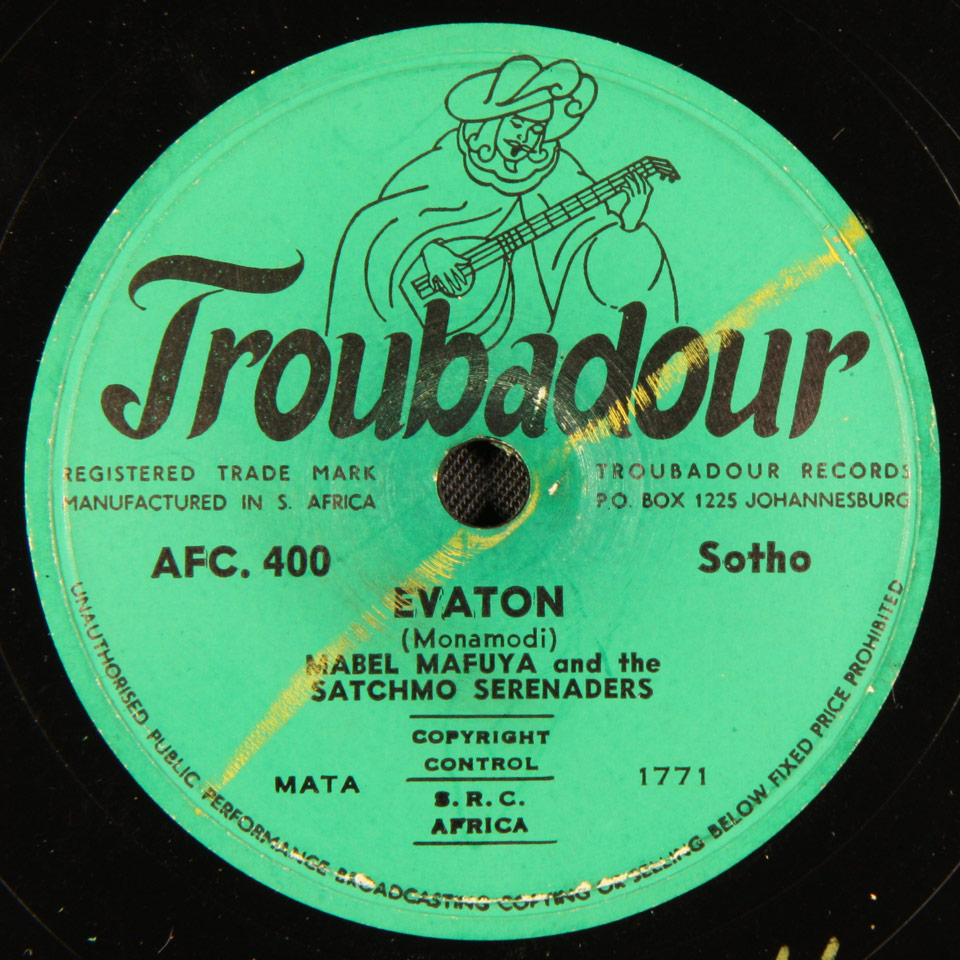 Troubadour
REGISTERED TRADE MARK
MANUFACTURED IN S. AFRICA
TROUBADOUR RECORDS
P.O. BOX 1225 JOHANNESBURG
AFC. 400
Sotho
EVATON
(Monamodi)
MABEL MAFUYA and the
SATCHMO SERENADERS
COPYRIGHT
CONTROL
MATA
1771
S. R. C.
AFRICA
UNAUTHORISED PUBLIC PERFORMANCE BROADCASTING COPYING OR SELLING BELOW FIXED PRICE PROHIBITED